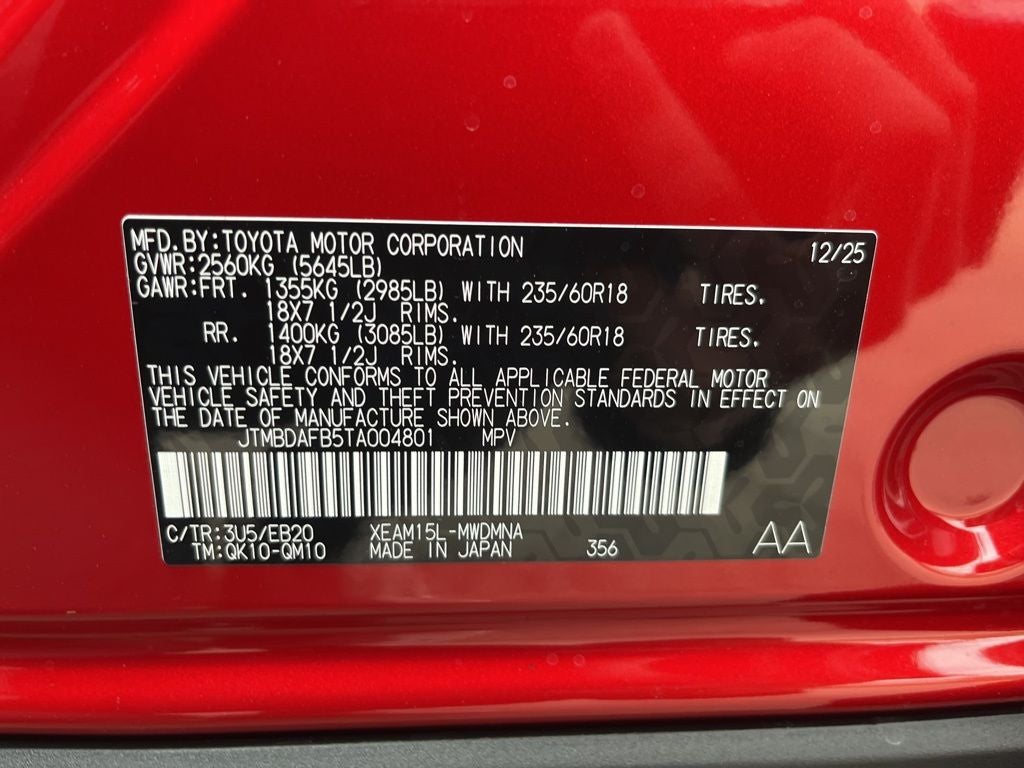 MFD.BY:TOYOTA MOTOR CORPORATION 12/25
GVWR:2560KG (5645LB)
GAWR:FRT. 1355KG (2985LB) WITH 235/60R18 TIRES.
18X7 1/2J RIMS.
RR. 1400KG (3085LB) WITH 235/60R18 TIRES.
18X7 1/2J RIMS.
THIS VEHICLE CONFORMS TO ALL APPLICABLE FEDERAL MOTOR
VEHICLE SAFETY AND THEFT PREVENTION STANDARDS IN EFFECT ON
THE DATE OF MANUFACTURE SHOWN ABOVE.
JTMBDAFB5TA004801 MPV
C/TR:3U5/EB20 XEAM15L-MWDMNA
TM:QK10-QM10 MADE IN JAPAN 356 AA